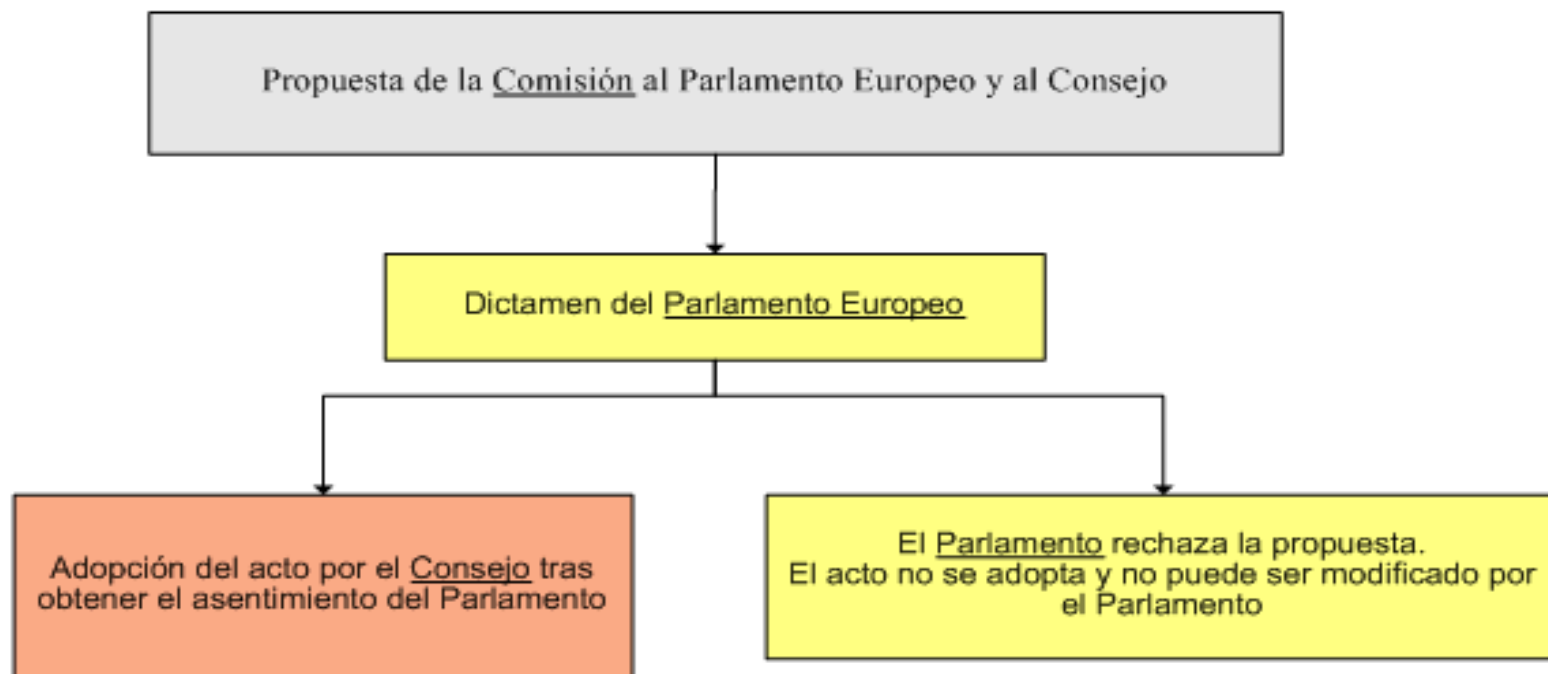 Propuesta de la Comisión al Parlamento Europeo y al Consejo
Dictamen del Parlamento Europeo
Adopción del acto por el Consejo tras
obtener el asentimiento del Parlamento
El Parlamento rechaza la propuesta.
El acto no se adopta y no puede ser modificado por
el Parlamento